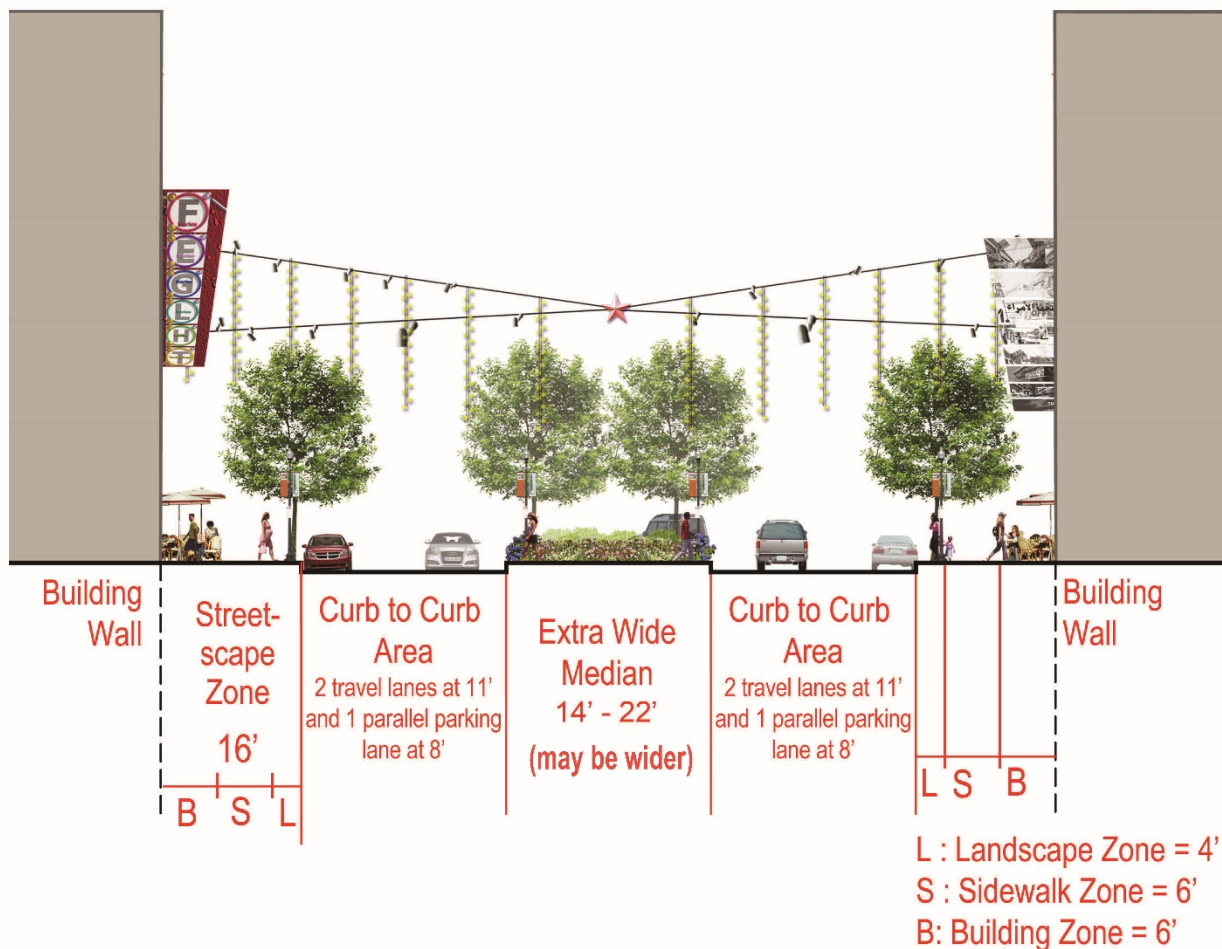 F
E
G
L
H
T
Building
Wall
Street-
scape
Zone
16'
B S L
Curb to Curb
Area
2 travel lanes at 11'
and 1 parallel parking
lane at 8'
Extra Wide
Median
14' - 22'
(may be wider)
Curb to Curb
Area
2 travel lanes at 11'
and 1 parallel parking
lane at 8'
L S B
Building
Wall
L : Landscape Zone = 4'
S : Sidewalk Zone = 6'
B: Building Zone = 6'